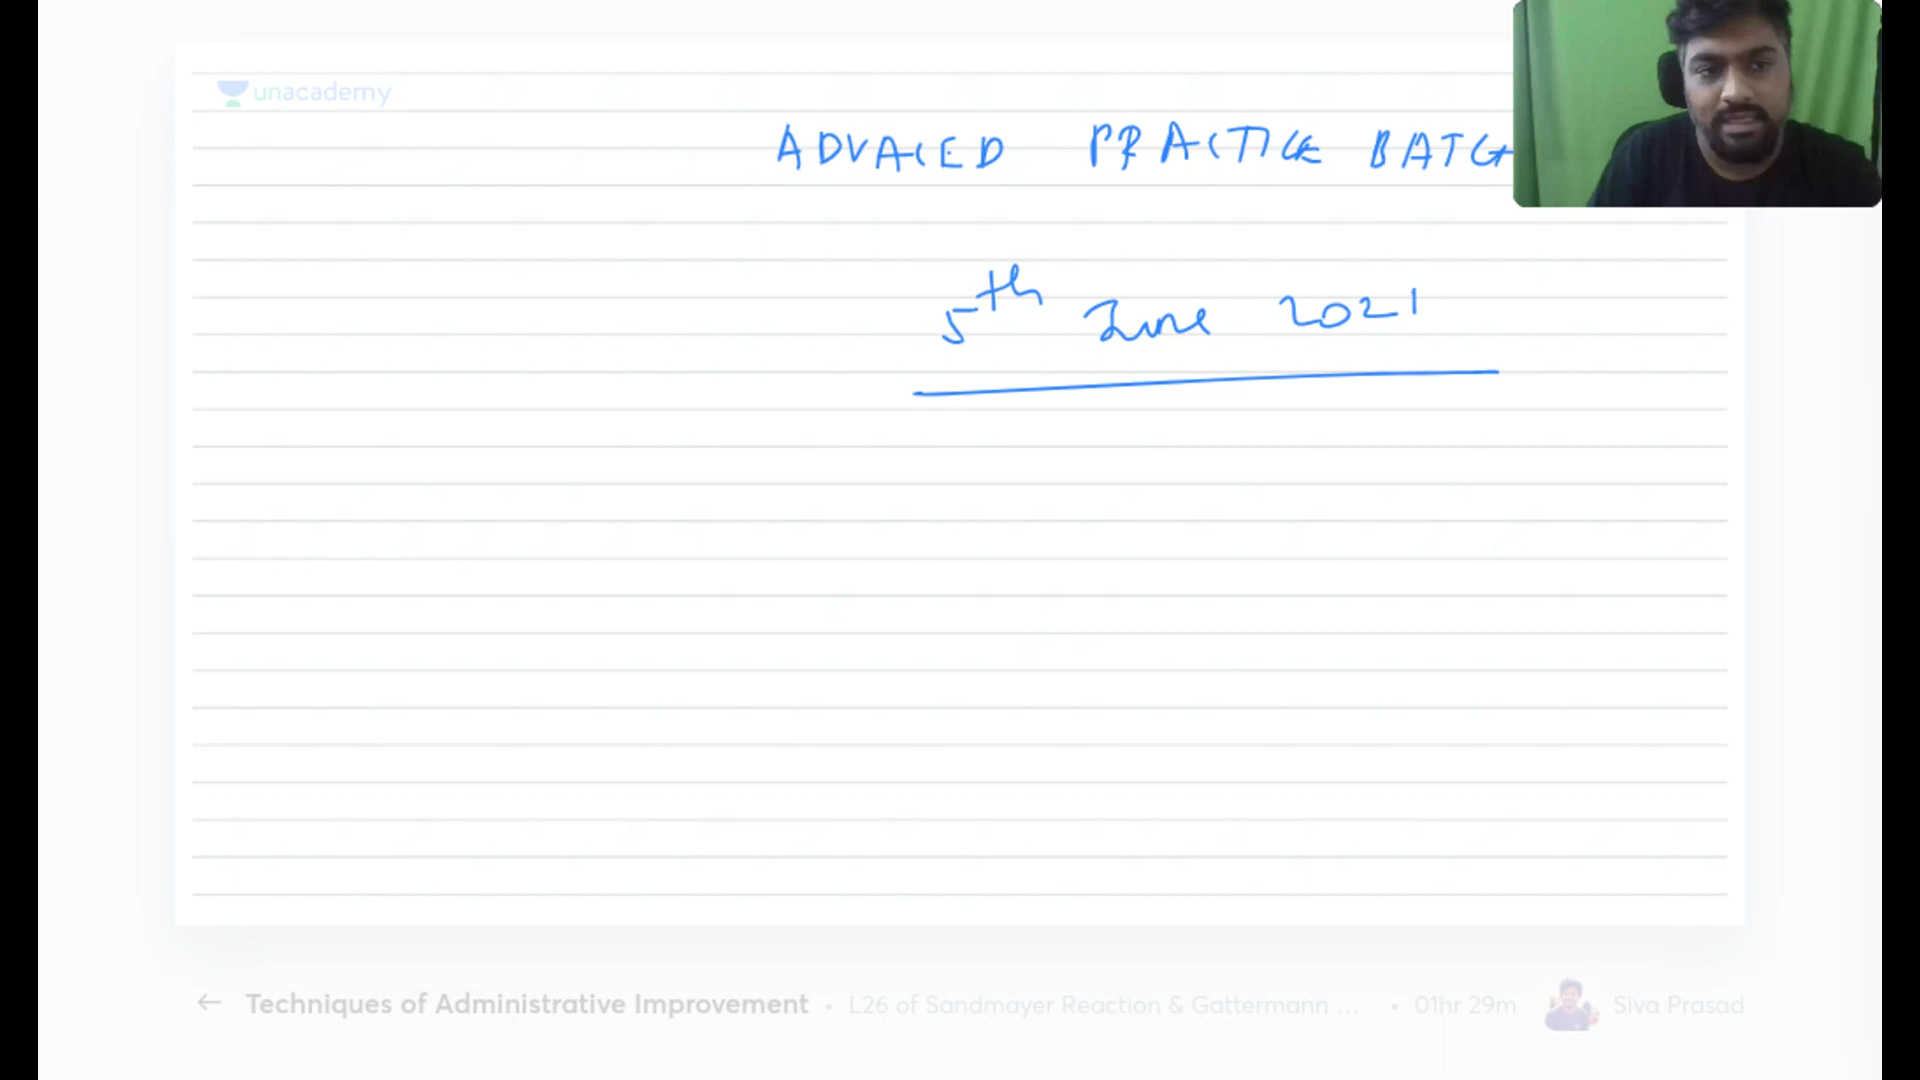 unacademy
ADVACED PRACTICE BATCH
5th June 2021
Techniques of Administrative Improvement • L26 of Sandmayer Reaction & Gattermann ... • 01hr 29m Siva Prasad